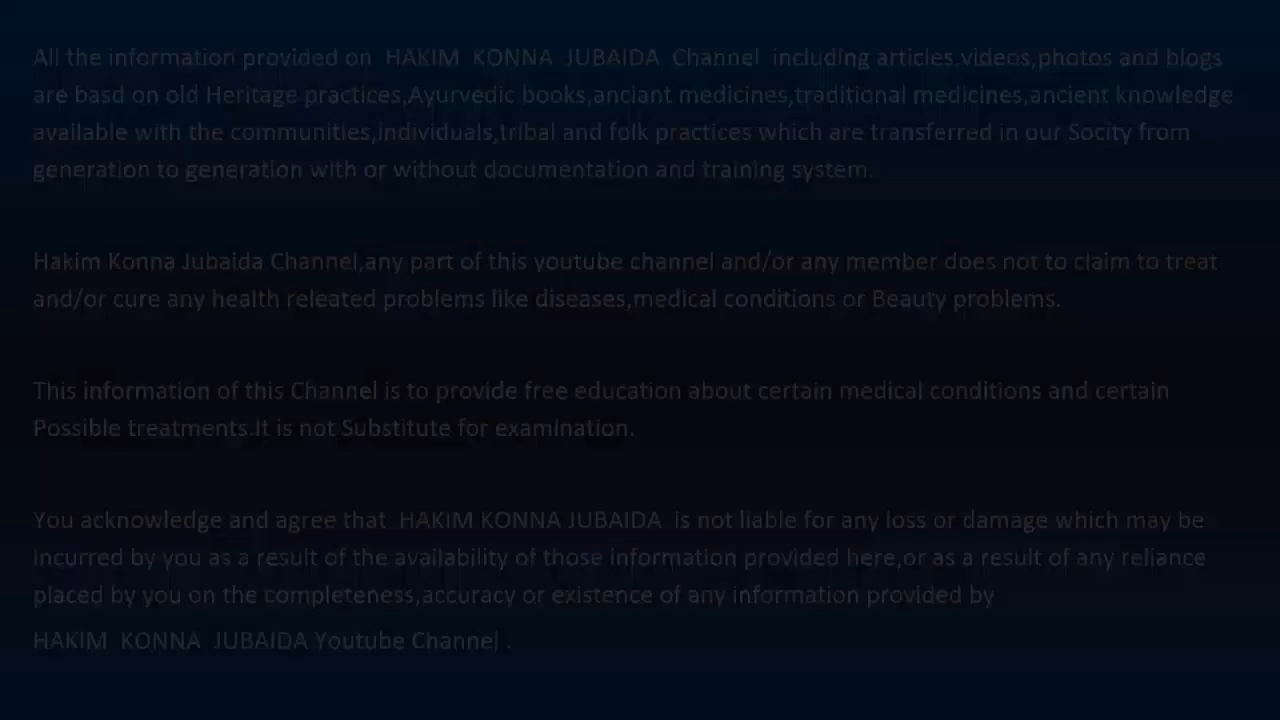 All the information provided on HAKIM KONNA JUBAIDA Channel including articles,videos,photos and blogs
are basd on old Heritage practices,Ayurvedic books,anciant medicines,traditional medicines,ancient knowledge
available with the communities,individuals,tribal and folk practices which are transferred in our Socity from
generation to generation with or without documentation and training system.
Hakim Konna Jubaida Channel,any part of this youtube channel and/or any member does not to claim to treat
and/or cure any health releated problems like diseases,medical conditions or Beauty problems.
This information of this Channel is to provide free education about certain medical conditions and certain
Possible treatments.It is not Substitute for examination.
You acknowledge and agree that HAKIM KONNA JUBAIDA is not liable for any loss or damage which may be
incurred by you as a result of the availability of those information provided here,or as a result of any reliance
placed by you on the completeness,accuracy or existence of any information provided by
HAKIM KONNA JUBAIDA Youtube Channel .